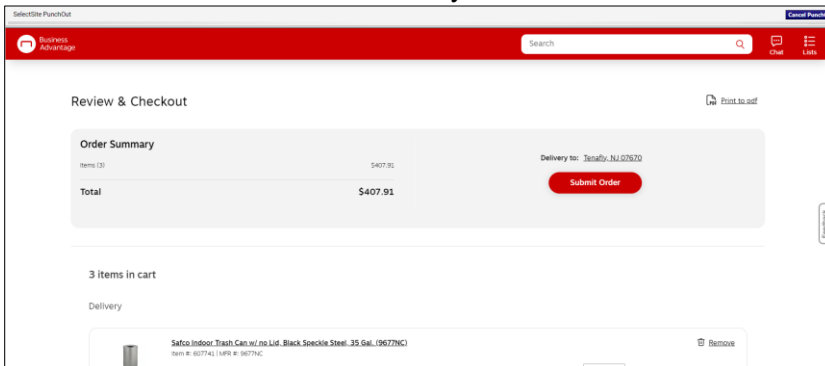 SelectSite PunchOut
Cancel Punch
Business
Advantage
Search
Chat
Lists
Review & Checkout
Print to pdf
Order Summary
Items (3)
$407.91
Total
$407.91
Delivery to: Tenafly, NJ 07670
Submit Order
Feedback
3 items in cart
Delivery
Safco Indoor Trash Can w/ no Lid, Black Speckle Steel, 35 Gal. (9677NC)
Item #: 607741 | MFR #: 9677NC
Remove